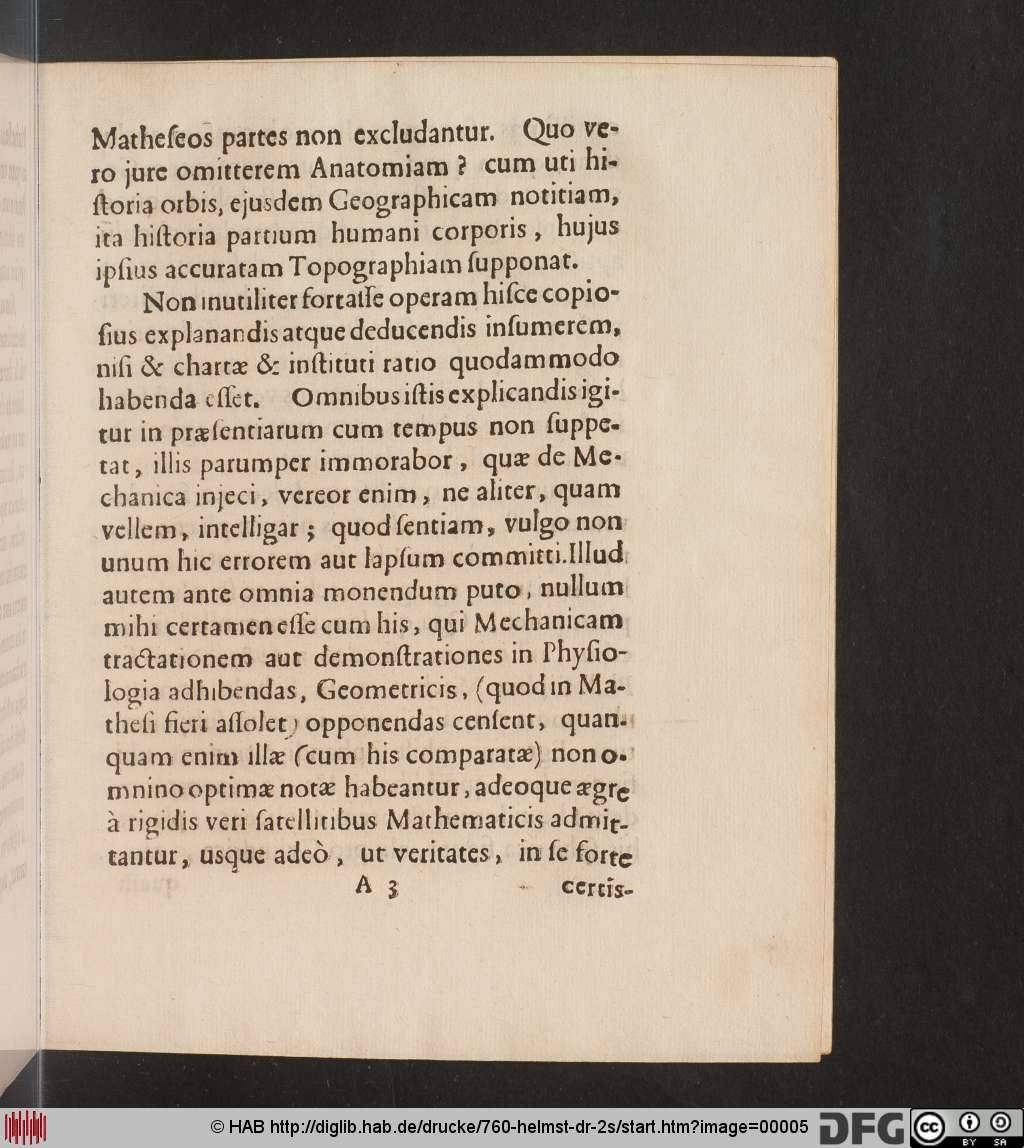 Matheſeos partes non excludantur. Quo ve-
ro jure omitterem Anatomiam ? cum uti hi-
ſtoria orbis, ejusdem Geographicam notitiam,
ita hiſtoria partium humani corporis , hujus
ipſius accuratam Topographiam ſupponat.
Non inutiliter fortaſſe operam hiſce copio-
ſius explanandis atque deducendis inſumerem,
niſi & chartæ & inſtituti ratio quodammodo
habenda eſſet. Omnibus iſtis explicandis igi-
tur in præſentiarum cum tempus non ſuppe-
tat, illis parumper immorabor , quæ de Me-
chanica injeci, vereor enim, ne aliter, quam
vellem, intelligar ; quod ſentiam, vulgo non
unum hic errorem aut lapſum committi. Illud
autem ante omnia monendum puto, nullum
mihi certamen eſſe cum his, qui Mechanicam
tractationem aut demonſtrationes in Phyſio-
logia adhibendas, Geometricis, (quod in Ma-
theſi fieri aſſolet) opponendas cenſent, quan-
quam enim illæ (cum his comparatæ) non o-
mnino optimæ notæ habeantur, adeoque ægre
à rigidis veri ſatellitibus Mathematicis admit-
tantur, usque adeò , ut veritates, in ſe forte
A 3 certis-
© HAB http://diglib.hab.de/drucke/760-helmst-dr-2s/start.htm?image=00005
DFG
cc BY SA